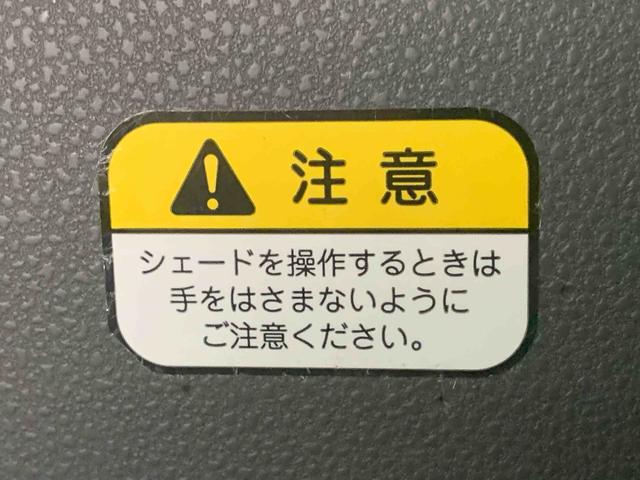 注意
シェードを操作するときは
手をはさまないように
ご注意ください。